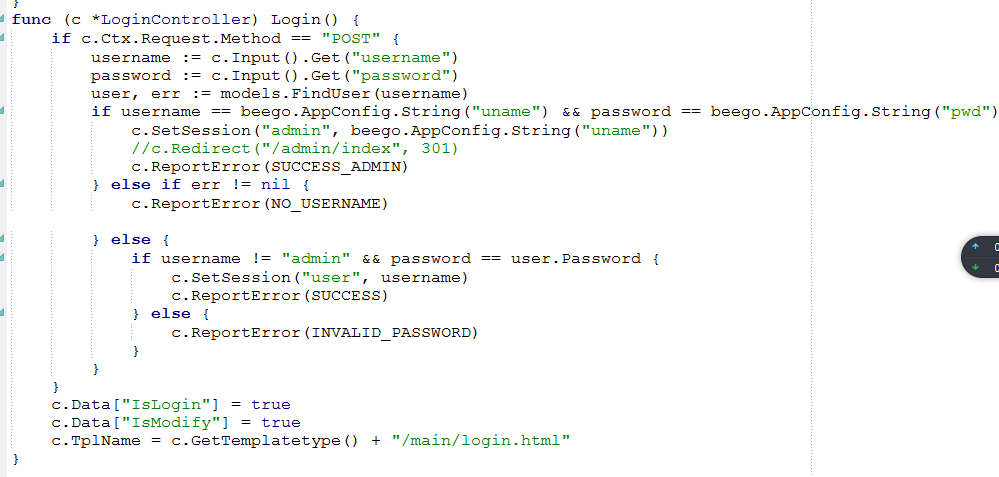 }
func (c *LoginController) Login() {
    if c.Ctx.Request.Method == "POST" {
        username := c.Input().Get("username")
        password := c.Input().Get("password")
        user, err := models.FindUser(username)
        if username == beego.AppConfig.String("uname") && password == beego.AppConfig.String("pwd")
            c.SetSession("admin", beego.AppConfig.String("uname"))
            //c.Redirect("/admin/index", 301)
            c.ReportError(SUCCESS_ADMIN)
        } else if err != nil {
            c.ReportError(NO_USERNAME)

        } else {
            if username != "admin" && password == user.Password {
                c.SetSession("user", username)
                c.ReportError(SUCCESS)
            } else {
                c.ReportError(INVALID_PASSWORD)
            }
        }
    }
    c.Data["IsLogin"] = true
    c.Data["IsModify"] = true
    c.TplName = c.GetTemplatetype() + "/main/login.html"
}